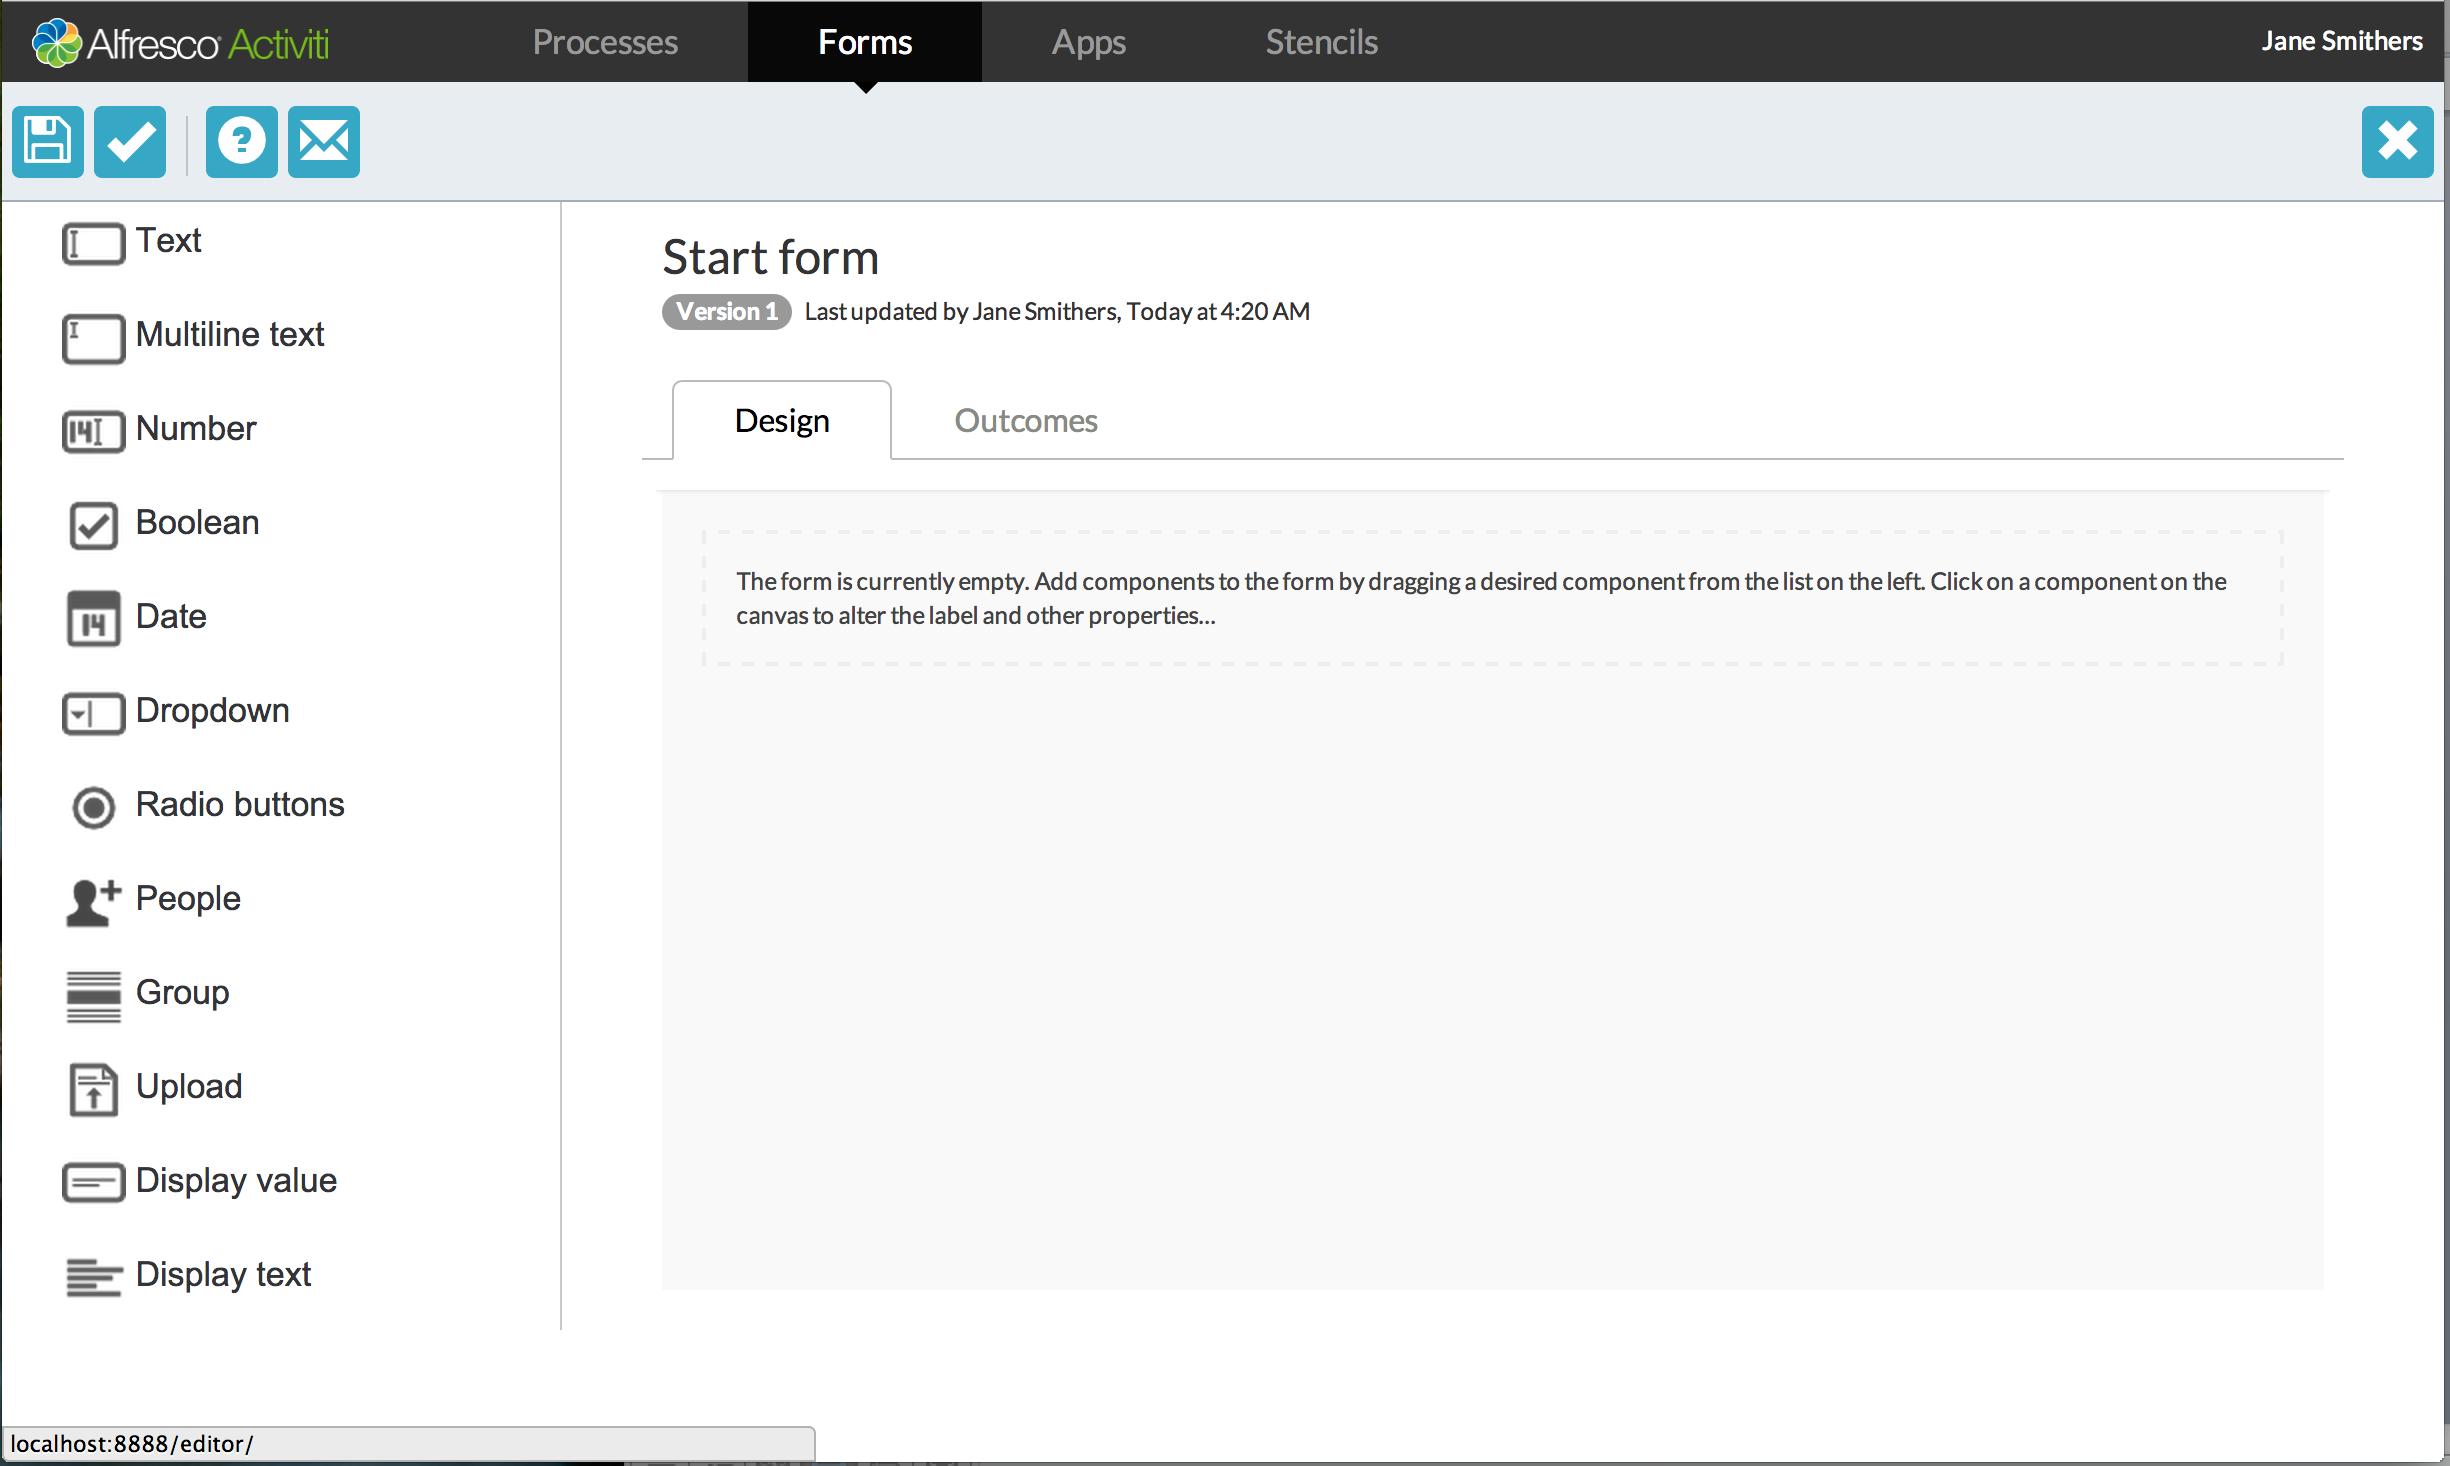 Alfresco Activiti
Processes
Forms
Apps
Stencils
Jane Smithers
Text
Multiline text
Number
Boolean
Date
Dropdown
Radio buttons
People
Group
Upload
Display value
Display text
Start form
Version 1 Last updated by Jane Smithers, Today at 4:20 AM
Design
Outcomes
The form is currently empty. Add components to the form by dragging a desired component from the list on the left. Click on a component on the
canvas to alter the label and other properties...
localhost:8888/editor/